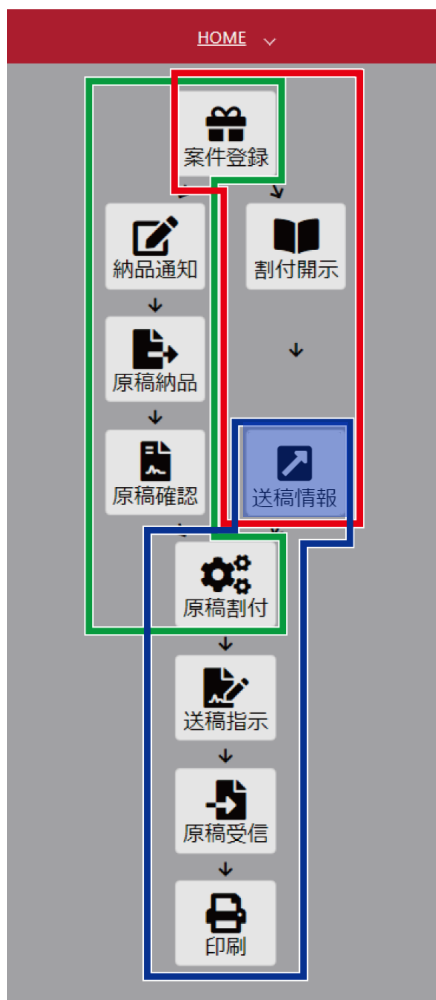 HOME
案件登録
納品通知
割付開示
原稿納品
原稿確認
送稿情報
原稿割付
送稿指示
原稿受信
印刷